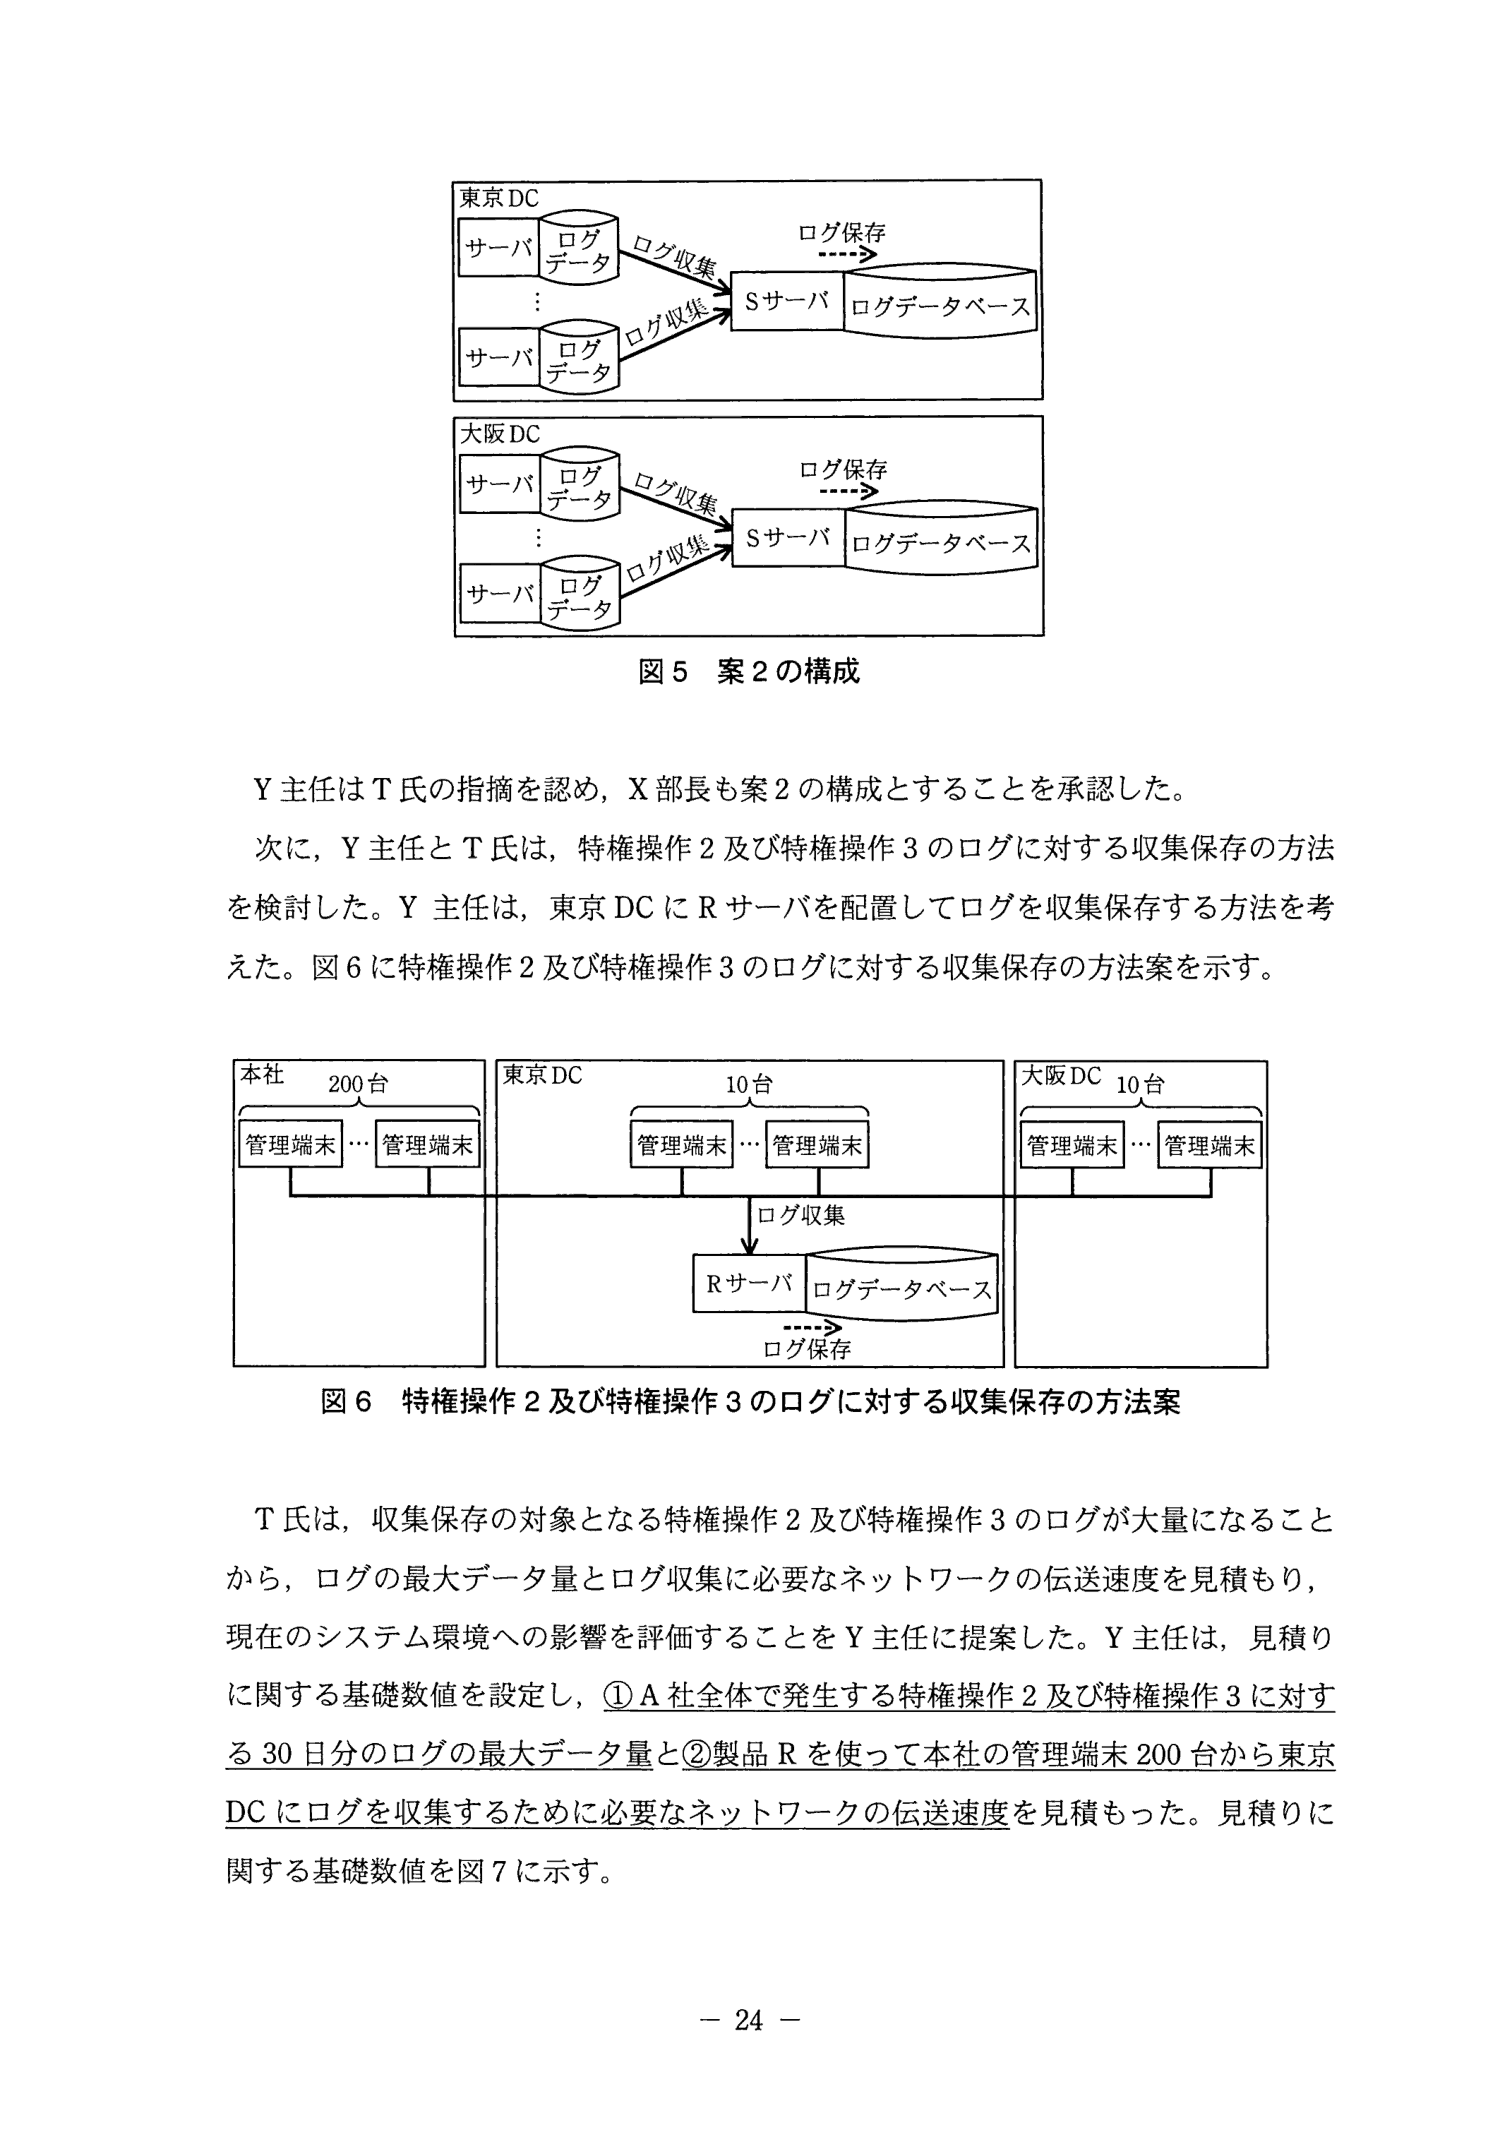 東京DC
サーバ
ログ
データ
ログ収集
ログ保存
Sサーバ
ログデータベース
⋮
ログ収集
サーバ
ログ
データ
大阪DC
サーバ
ログ
データ
ログ収集
ログ保存
Sサーバ
ログデータベース
⋮
ログ収集
サーバ
ログ
データ
図5 案2の構成
Y主任はT氏の指摘を認め，X部長も案2の構成とすることを承認した。
次に，Y主任とT氏は，特権操作2及び特権操作3のログに対する収集保存の方法
を検討した。Y 主任は，東京DCにRサーバを配置してログを収集保存する方法を考
えた。図6に特権操作2及び特権操作3のログに対する収集保存の方法案を示す。
本社
200台
管理端末 … 管理端末
東京DC
10台
管理端末 … 管理端末
大阪DC
10台
管理端末 … 管理端末
ログ収集
Rサーバ
ログデータベース
ログ保存
図6 特権操作2及び特権操作3のログに対する収集保存の方法案
T氏は，収集保存の対象となる特権操作2及び特権操作3のログが大量になること
から，ログの最大データ量とログ収集に必要なネットワークの伝送速度を見積もり，
現在のシステム環境への影響を評価することをY主任に提案した。Y主任は，見積り
に関する基礎数値を設定し，①A社全体で発生する特権操作2及び特権操作3に対す
る30日分のログの最大データ量と②製品Rを使って本社の管理端末200台から東京
DCにログを収集するために必要なネットワークの伝送速度を見積もった。見積りに
関する基礎数値を図7に示す。
－ 24 －